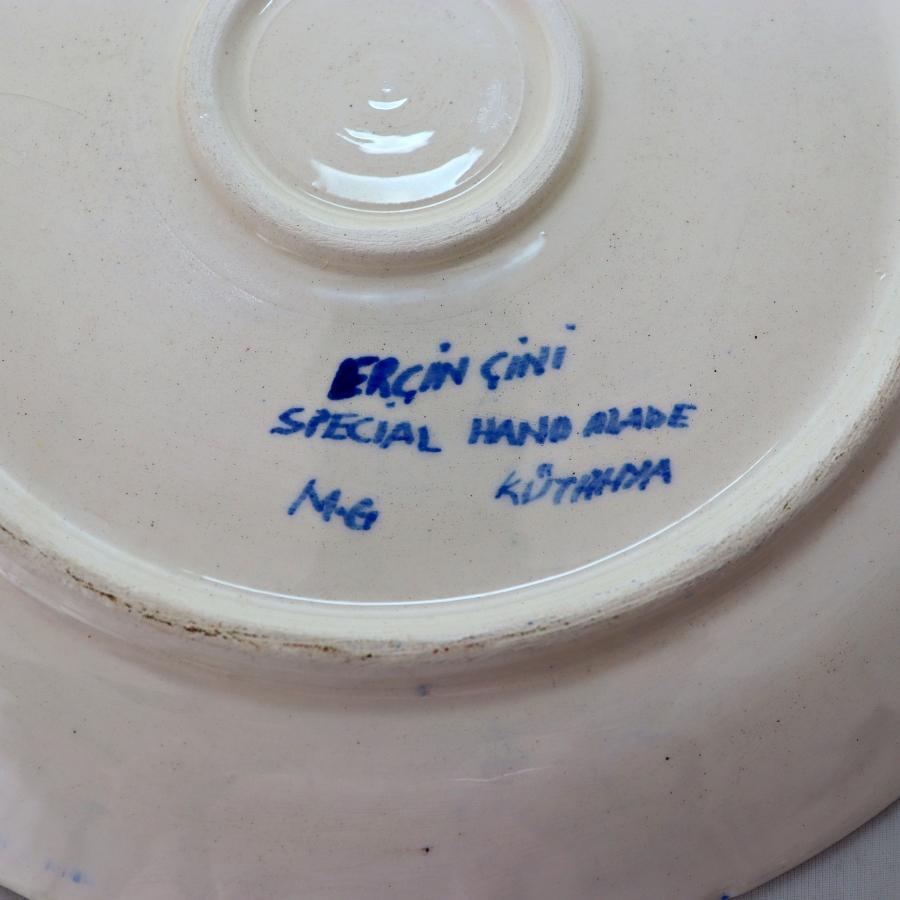 ERÇİN ÇİNİ
SPECIAL HAND MADE
M.G KÜTAHYA